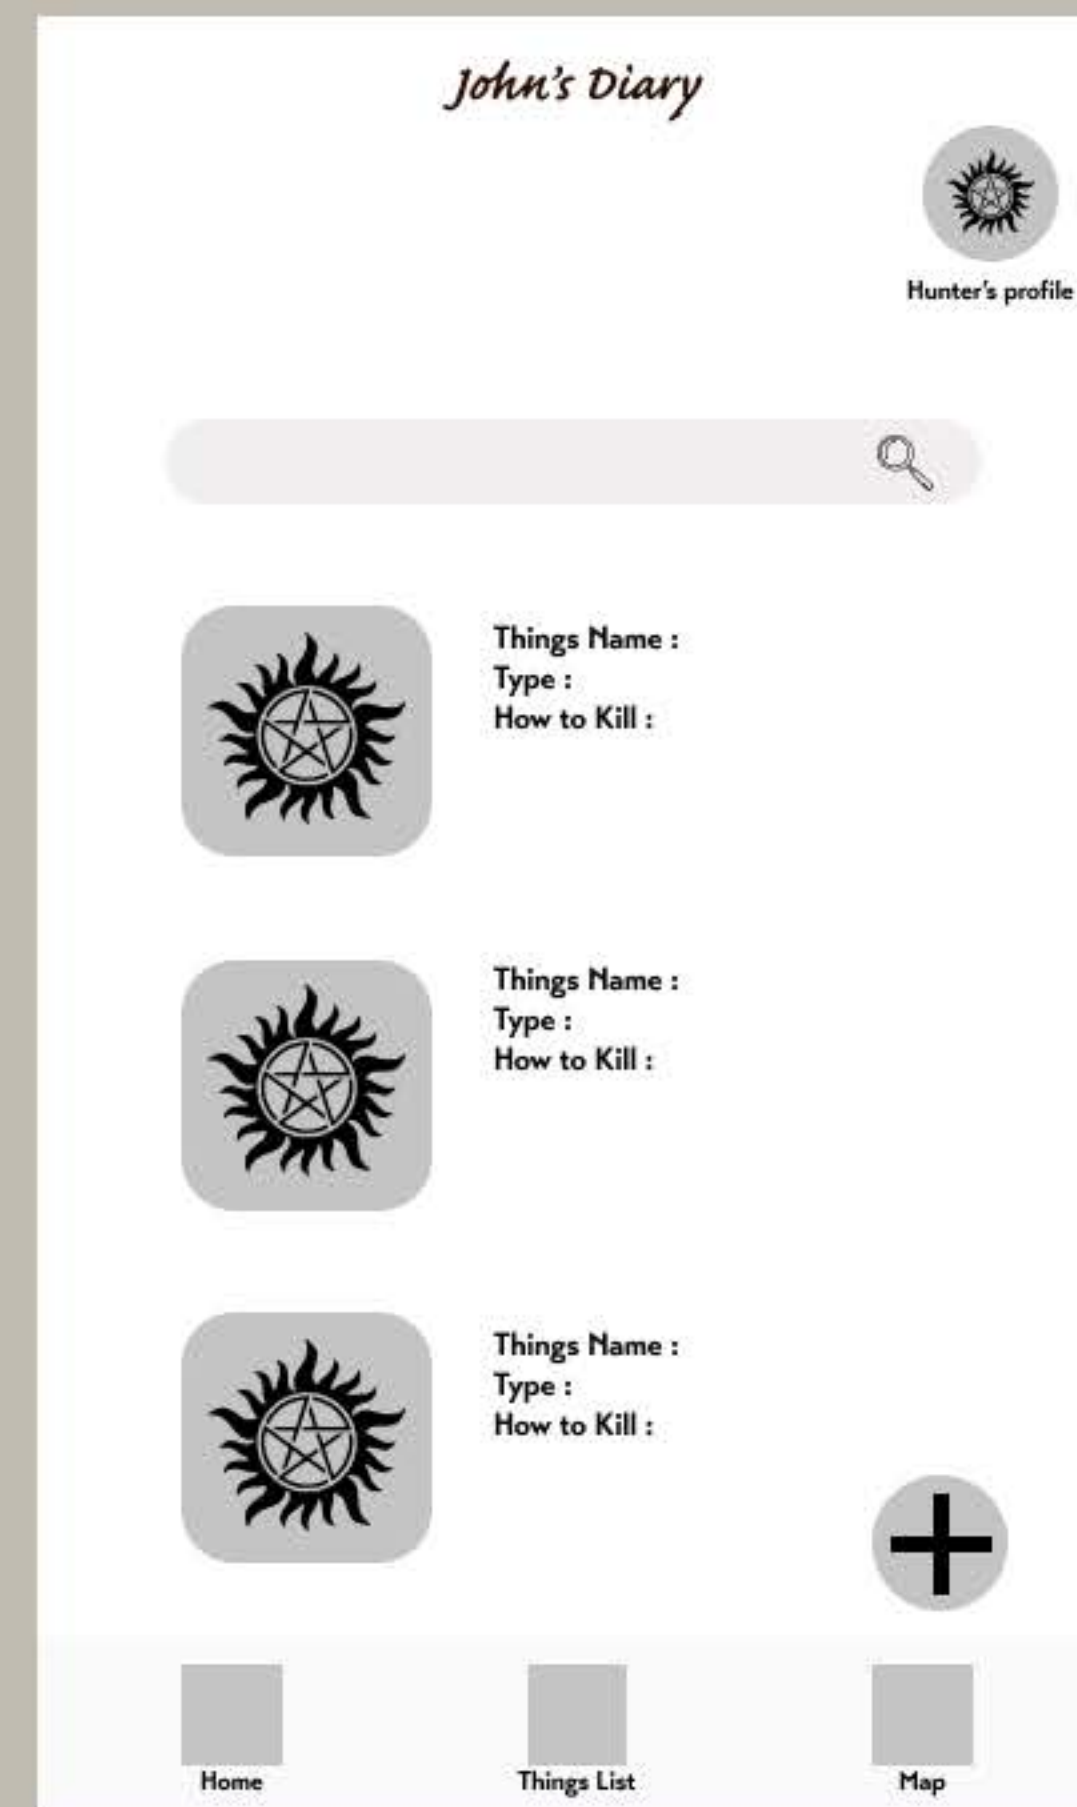 John's Diary
Hunter's profile
Things Name :
Type :
How to Kill :
Things Name :
Type :
How to Kill :
Things Name :
Type :
How to Kill :
Home
Things List
Map